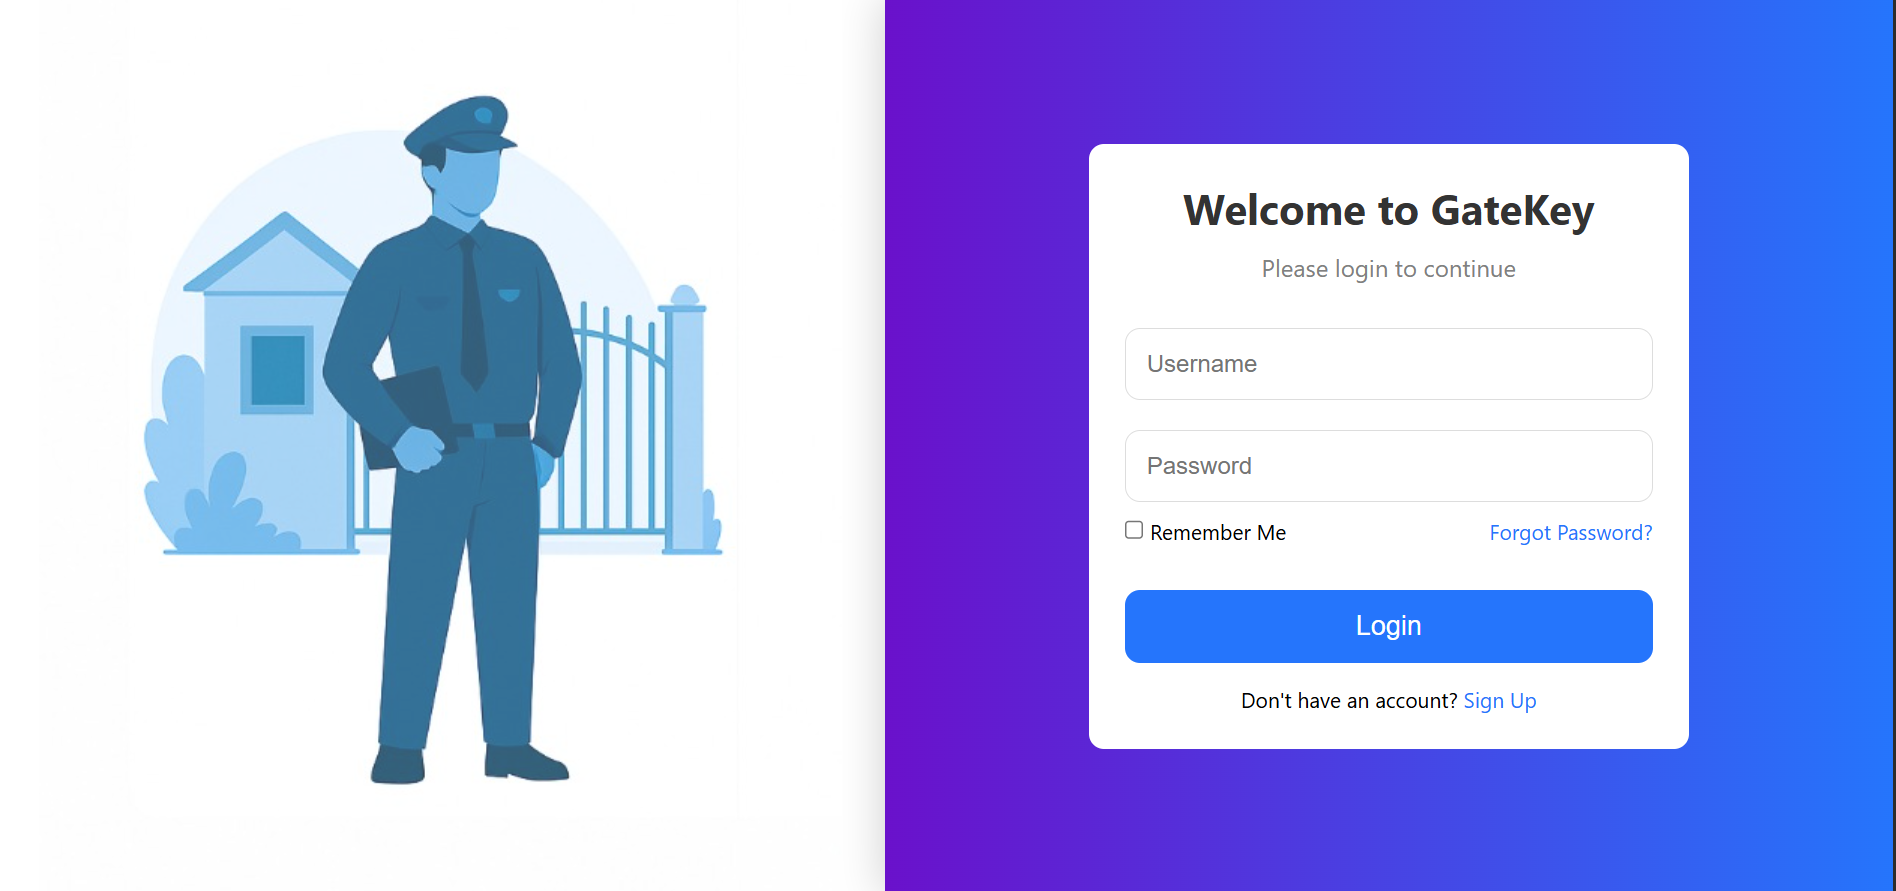 Welcome to GateKey
Please login to continue
Username
Password
Remember Me
Forgot Password?
Login
Don't have an account? Sign Up